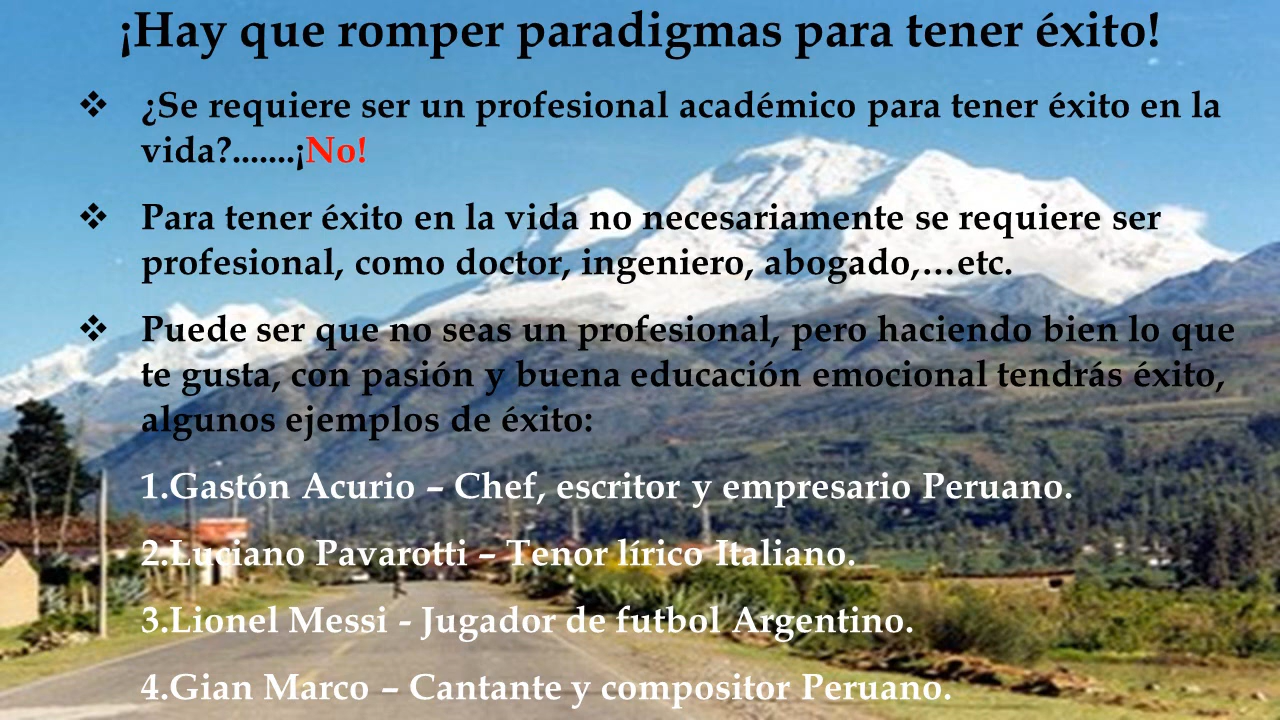 ¡Hay que romper paradigmas para tener éxito!
❖ ¿Se requiere ser un profesional académico para tener éxito en la
vida?.......¡No!
❖ Para tener éxito en la vida no necesariamente se requiere ser
profesional, como doctor, ingeniero, abogado,…etc.
❖ Puede ser que no seas un profesional, pero haciendo bien lo que
te gusta, con pasión y buena educación emocional tendrás éxito,
algunos ejemplos de éxito:
1.Gastón Acurio – Chef, escritor y empresario Peruano.
2.Luciano Pavarotti – Tenor lírico Italiano.
3.Lionel Messi - Jugador de futbol Argentino.
4.Gian Marco – Cantante y compositor Peruano.